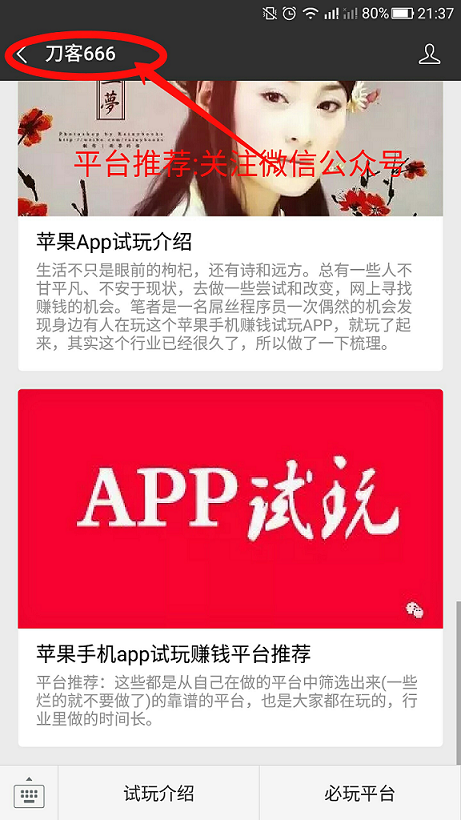 80% 21:37
刀客666
夢
Photoshop by Rainybooks
平台推荐:关注微信公众号
苹果App试玩介绍
生活不只是眼前的枸杞，还有诗和远方。总有一些人不
甘平凡、不安于现状，去做一些尝试和改变，网上寻找
赚钱的机会。笔者是一名屌丝程序员一次偶然的机会发
现身边有人在玩这个苹果手机赚钱试玩APP，就玩了起
来，其实这个行业已经很久了，所以做了一下梳理。
APP试玩
苹果手机app试玩赚钱平台推荐
平台推荐：这些都是从自己在做的平台中筛选出来(一些
烂的就不要做了)的靠谱的平台，也是大家都在玩的，行
业里做的时间长。
试玩介绍
必玩平台